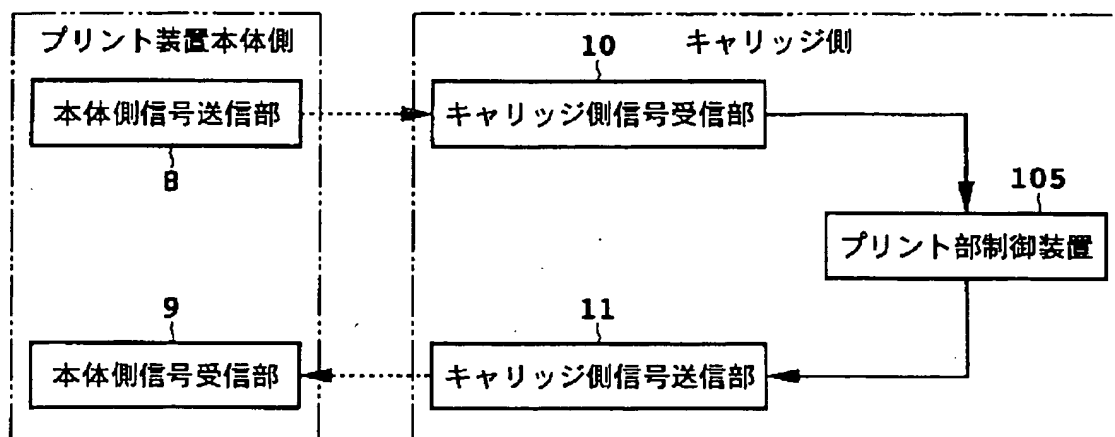 プリント装置本体側
キャリッジ側
10
本体側信号送信部
キャリッジ側信号受信部
8
105
プリント部制御装置
9
11
本体側信号受信部
キャリッジ側信号送信部